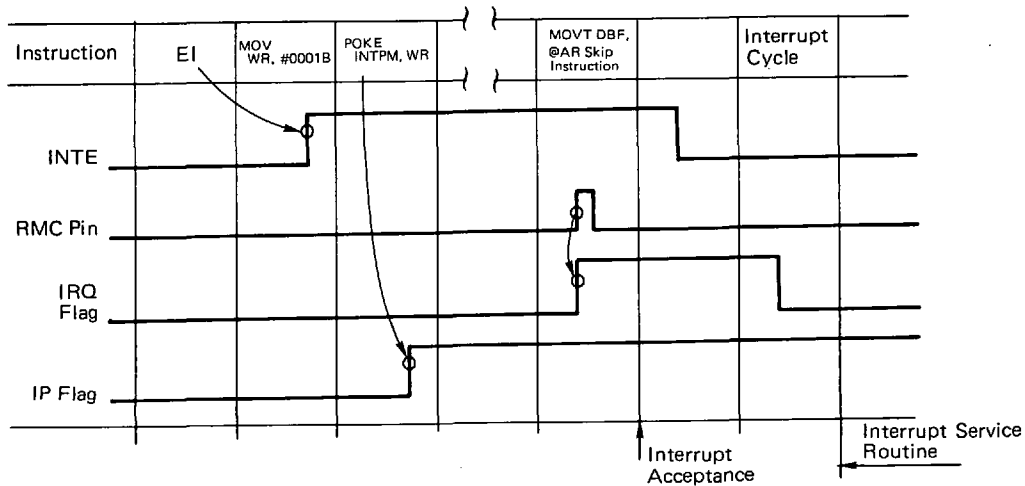 Instruction
EI
MOV
WR, #0001B
POKE
INTPM, WR
MOVT DBF,
@AR Skip
Instruction
Interrupt
Cycle
INTE
RMC Pin
IRQ
Flag
IP Flag
Interrupt
Acceptance
Interrupt Service
Routine